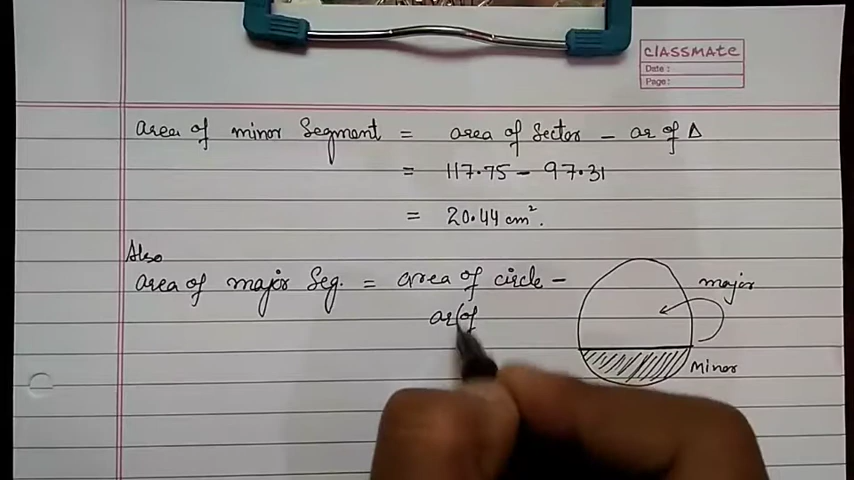 CLASSMATE
Date :
Page:
area of minor Segment = area of Sector - ar of Δ
= 117.75 - 97.31
= 20.44 cm².
Also
area of major Seg. = area of circle -
ar(of
major
Minor